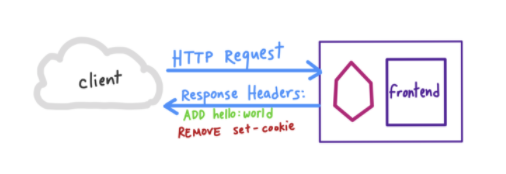 client
HTTP Request
Response Headers:
ADD hello:world
REMOVE set-cookie
frontend